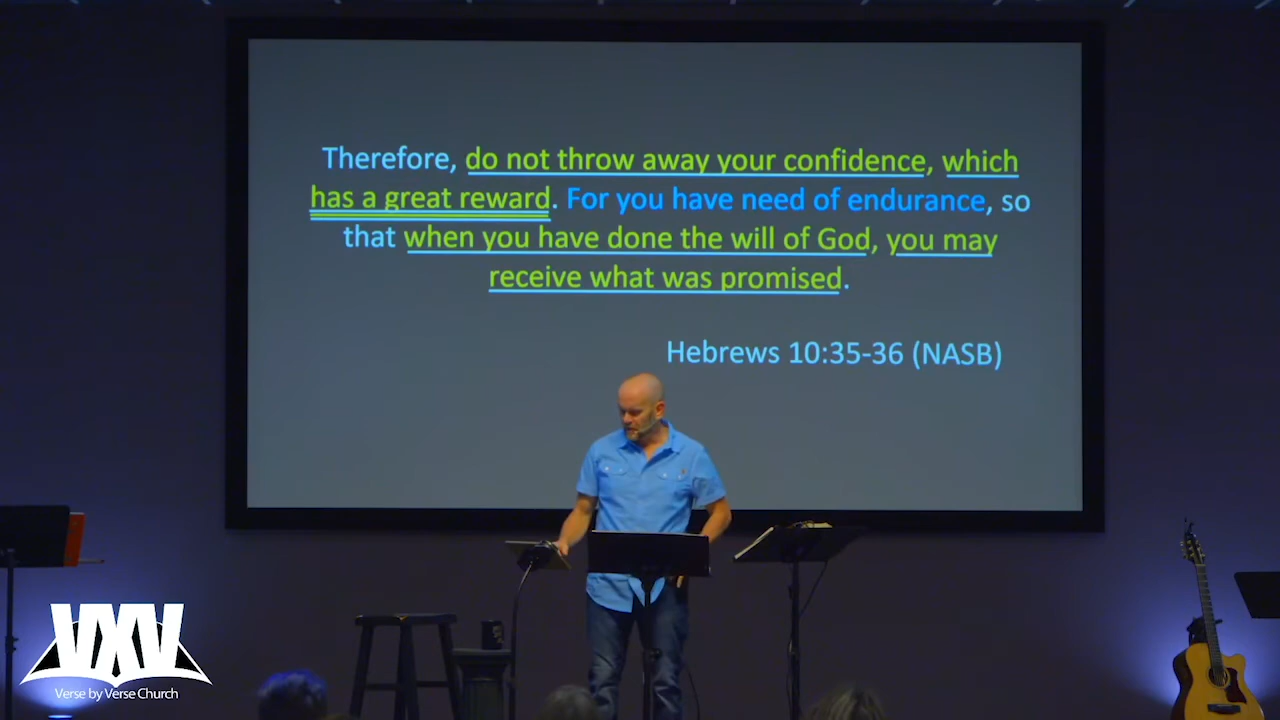 Therefore, do not throw away your confidence, which
has a great reward. For you have need of endurance, so
that when you have done the will of God, you may
receive what was promised.
Hebrews 10:35-36 (NASB)
VXV
Verse by Verse Church